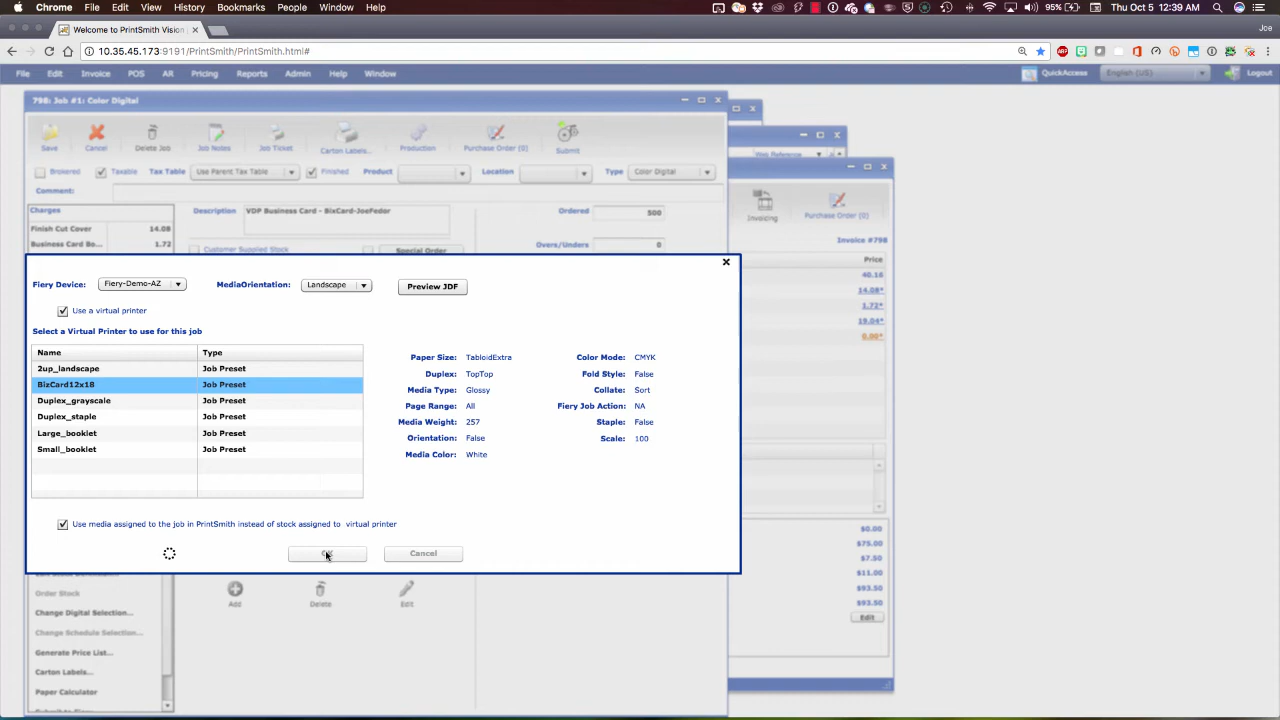 Chrome File Edit View History Bookmarks People Window Help
99% Thu Oct 5 12:39 AM
Welcome to PrintSmith Vision
Joe
10.35.45.173:9191/PrintSmith/PrintSmith.html#
File Edit Invoice POS AR Pricing Reports Admin Help Window
QuickAccess English (US) Logout
798: Job #1: Color Digital
Save Cancel Delete Job Job Notes Job Ticket Carton Labels... Production Purchase Order (0) Submit
Web Reference
Brokered Taxable Tax Table Use Parent Tax Table Finished Product Location Type Color Digital
Comment:
Invoicing Purchase Order (0)
Charges
Description VDP Business Card - BixCard-JoeFedor
Ordered 500
Finish Cut Cover 14.08
Business Card Bo... 1.72
Customer Supplied Stock
Special Order
Overs/Unders 0
Invoice #798
Price
40.16
14.08*
1.72*
19.04*
0.00*
Fiery Device: Fiery-Demo-AZ MediaOrientation: Landscape Preview JDF
Use a virtual printer
Select a Virtual Printer to use for this job
Name Type
2up_landscape Job Preset
BizCard12x18 Job Preset
Duplex_grayscale Job Preset
Duplex_staple Job Preset
Large_booklet Job Preset
Small_booklet Job Preset
Paper Size: TabloidExtra Color Mode: CMYK
Duplex: TopTop Fold Style: False
Media Type: Glossy Collate: Sort
Page Range: All Fiery Job Action: NA
Media Weight: 257 Staple: False
Orientation: False Scale: 100
Media Color: White
Use media assigned to the job in PrintSmith instead of stock assigned to virtual printer
OK Cancel
$0.00
$75.00
$7.50
$11.00
$93.50
$93.50
Edit
Order Stock
Change Digital Selection...
Change Schedule Selection...
Generate Price List...
Carton Labels...
Paper Calculator
Add Delete Edit